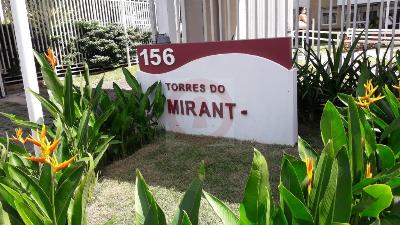 156
TORRES DO
MIRANT-